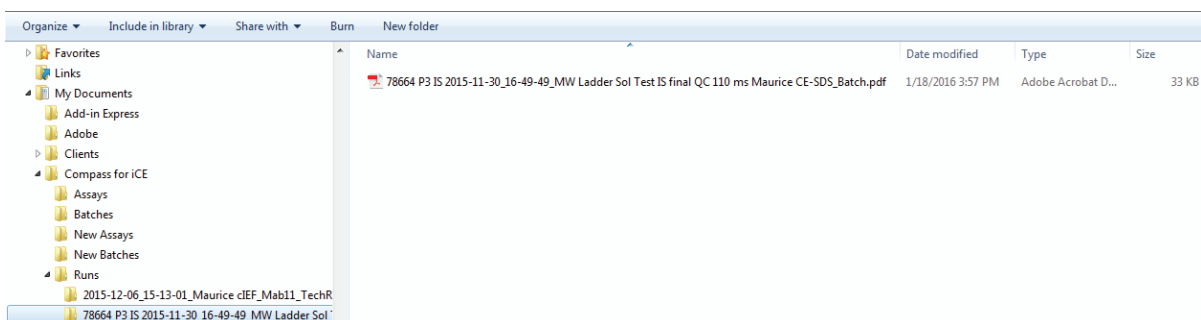 Organize Include in library Share with Burn New folder
Favorites
Links
My Documents
Add-in Express
Adobe
Clients
Compass for iCE
Assays
Batches
New Assays
New Batches
Runs
2015-12-06_15-13-01_Maurice cIEF_Mab11_TechR
78664 P3 IS 2015-11-30_16-49-49_MW Ladder Sol
Name Date modified Type Size
78664 P3 IS 2015-11-30_16-49-49_MW Ladder Sol Test IS final QC 110 ms Maurice CE-SDS_Batch.pdf 1/18/2016 3:57 PM Adobe Acrobat D... 33 KB